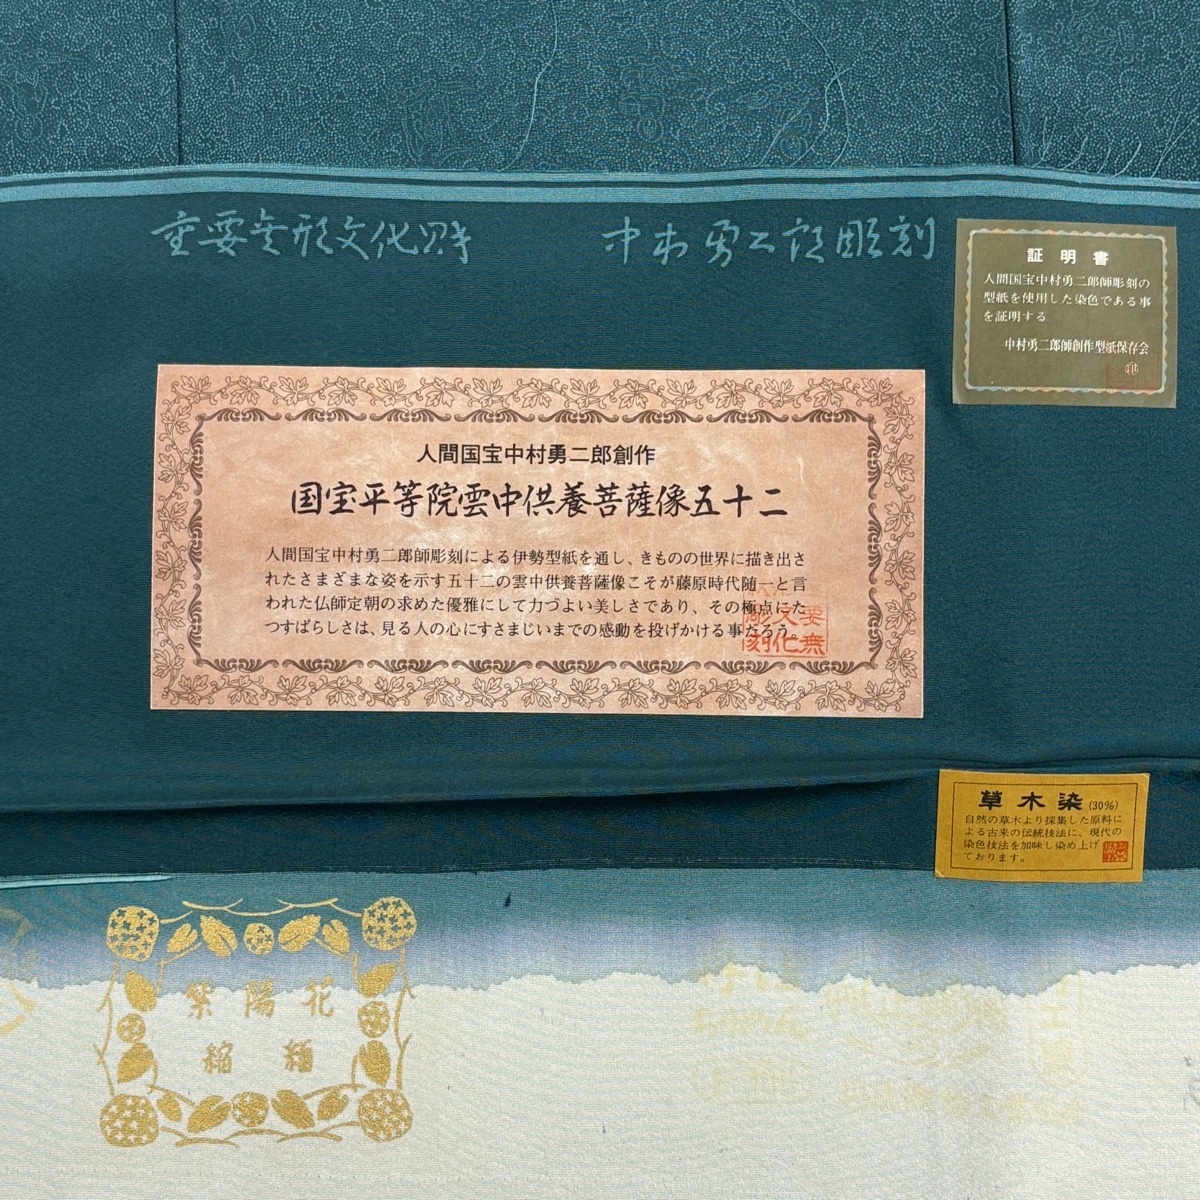 重要無形文化財 中村勇二郎彫刻
証明書
人間国宝中村勇二郎師彫刻の
型紙を使用した染色である事
を証明する
中村勇二郎師創作型紙保存会
印
人間国宝中村勇二郎創作
国宝平等院雲中供養菩薩像五十二
人間国宝中村勇二郎師彫刻による伊勢型紙を通し、きものの世界に描き出さ
れたさまざまな姿を示す五十二の雲中供養菩薩像こそが藤原時代随一と言
われた仏師定朝の求めた優雅にして力づよい美しさであり、その極点にた
つすばらしさは、見る人の心にすさまじいまでの感動を投げかける事だろう。
草木染(30%)
自然の草木より採集した原料に
よる古来の伝統技法に、現代の
染色技法を加味し染め上げ
ております。
紫陽花
縮緬